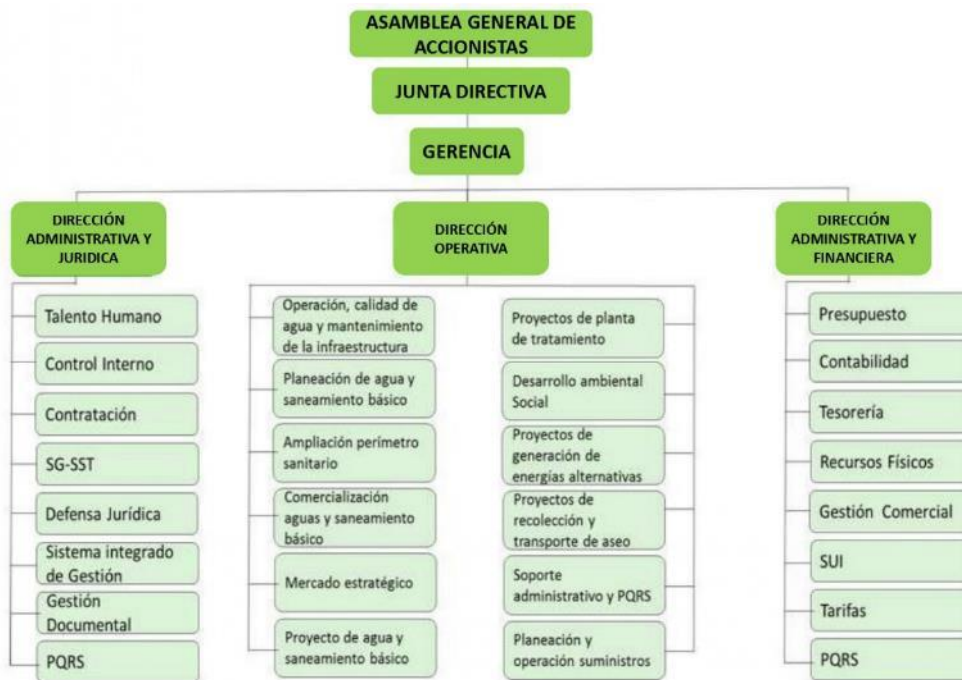 ASAMBLEA GENERAL DE
ACCIONISTAS
JUNTA DIRECTIVA
GERENCIA
DIRECCIÓN
ADMINISTRATIVA Y
JURIDICA
Talento Humano
Control Interno
Contratación
SG-SST
Defensa Jurídica
Sistema integrado
de Gestión
Gestión
Documental
PQRS
DIRECCIÓN
OPERATIVA
Operación, calidad de
agua y mantenimiento
de la infraestructura
Planeación de agua y
saneamiento básico
Ampliación perímetro
sanitario
Comercialización
aguas y saneamiento
básico
Mercado estratégico
Proyecto de agua y
saneamiento básico
Proyectos de planta
de tratamiento
Desarrollo ambiental
Social
Proyectos de
generación de
energías alternativas
Proyectos de
recolección y
transporte de aseo
Soporte
administrativo y PQRS
Planeación y
operación suministros
DIRECCIÓN
ADMINISTRATIVA Y
FINANCIERA
Presupuesto
Contabilidad
Tesorería
Recursos Físicos
Gestión Comercial
SUI
Tarifas
PQRS